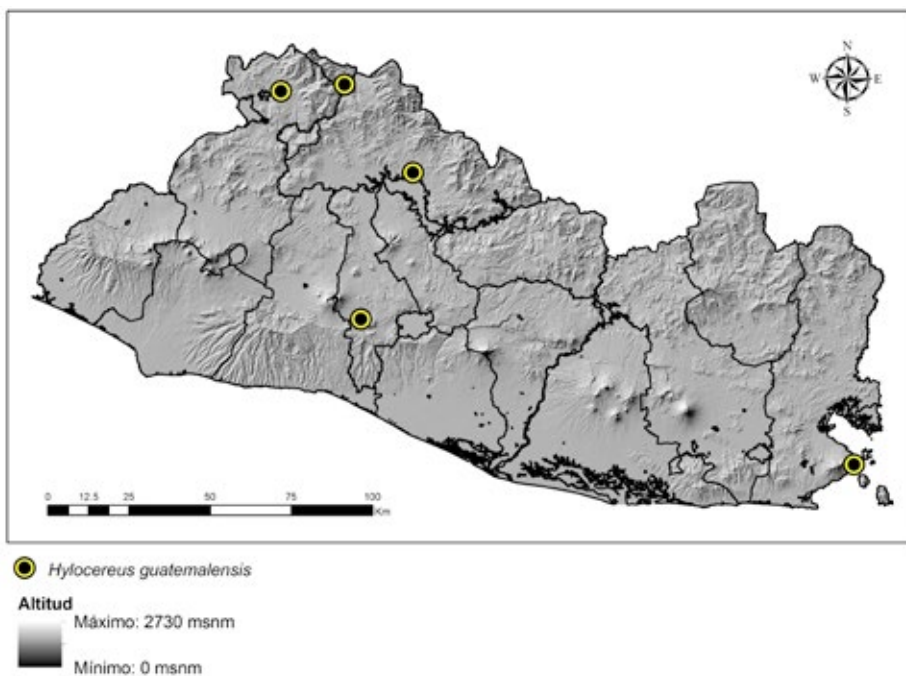 N
W E
S
0 12.5 25 50 75 100
Km
Hylocereus guatemalensis
Altitud
Máximo: 2730 msnm
Mínimo: 0 msnm